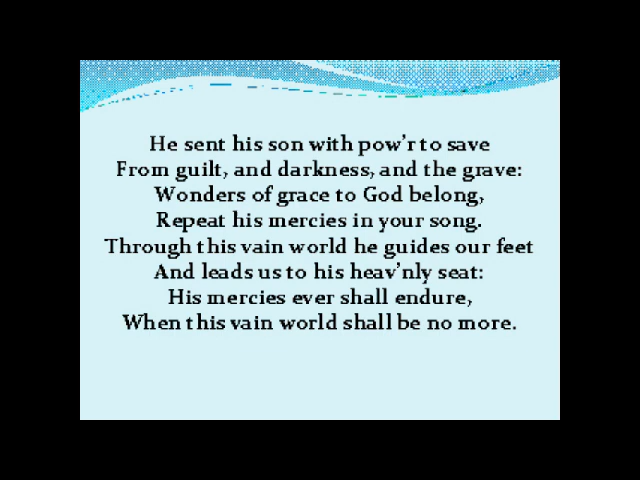 He sent his son with pow'r to save
From guilt, and darkness, and the grave:
Wonders of grace to God belong,
Repeat his mercies in your song.
Through this vain world he guides our feet
And leads us to his heav'nly seat:
His mercies ever shall endure,
When this vain world shall be no more.